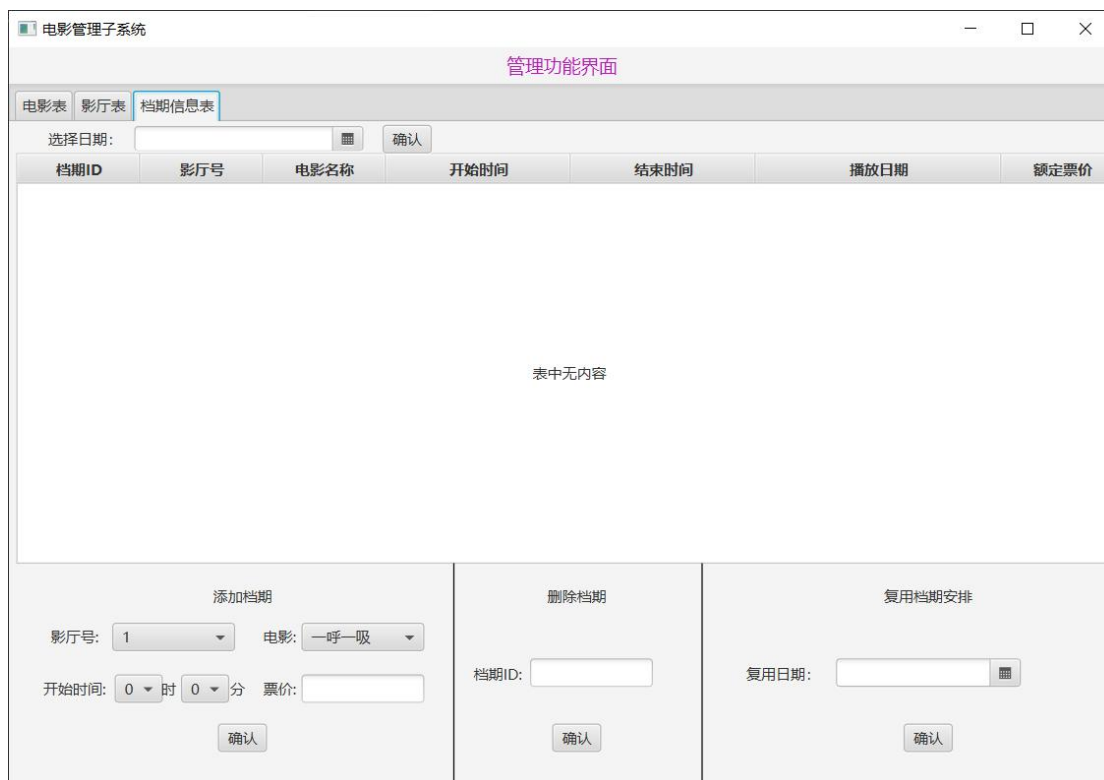 电影管理子系统
管理功能界面
电影表 影厅表 档期信息表
选择日期： 确认
档期ID 影厅号 电影名称 开始时间 结束时间 播放日期 额定票价
表中无内容
添加档期 删除档期 复用档期安排
影厅号: 1 电影: 一呼一吸
档期ID: 复用日期：
开始时间: 0 时 0 分 票价:
确认 确认 确认